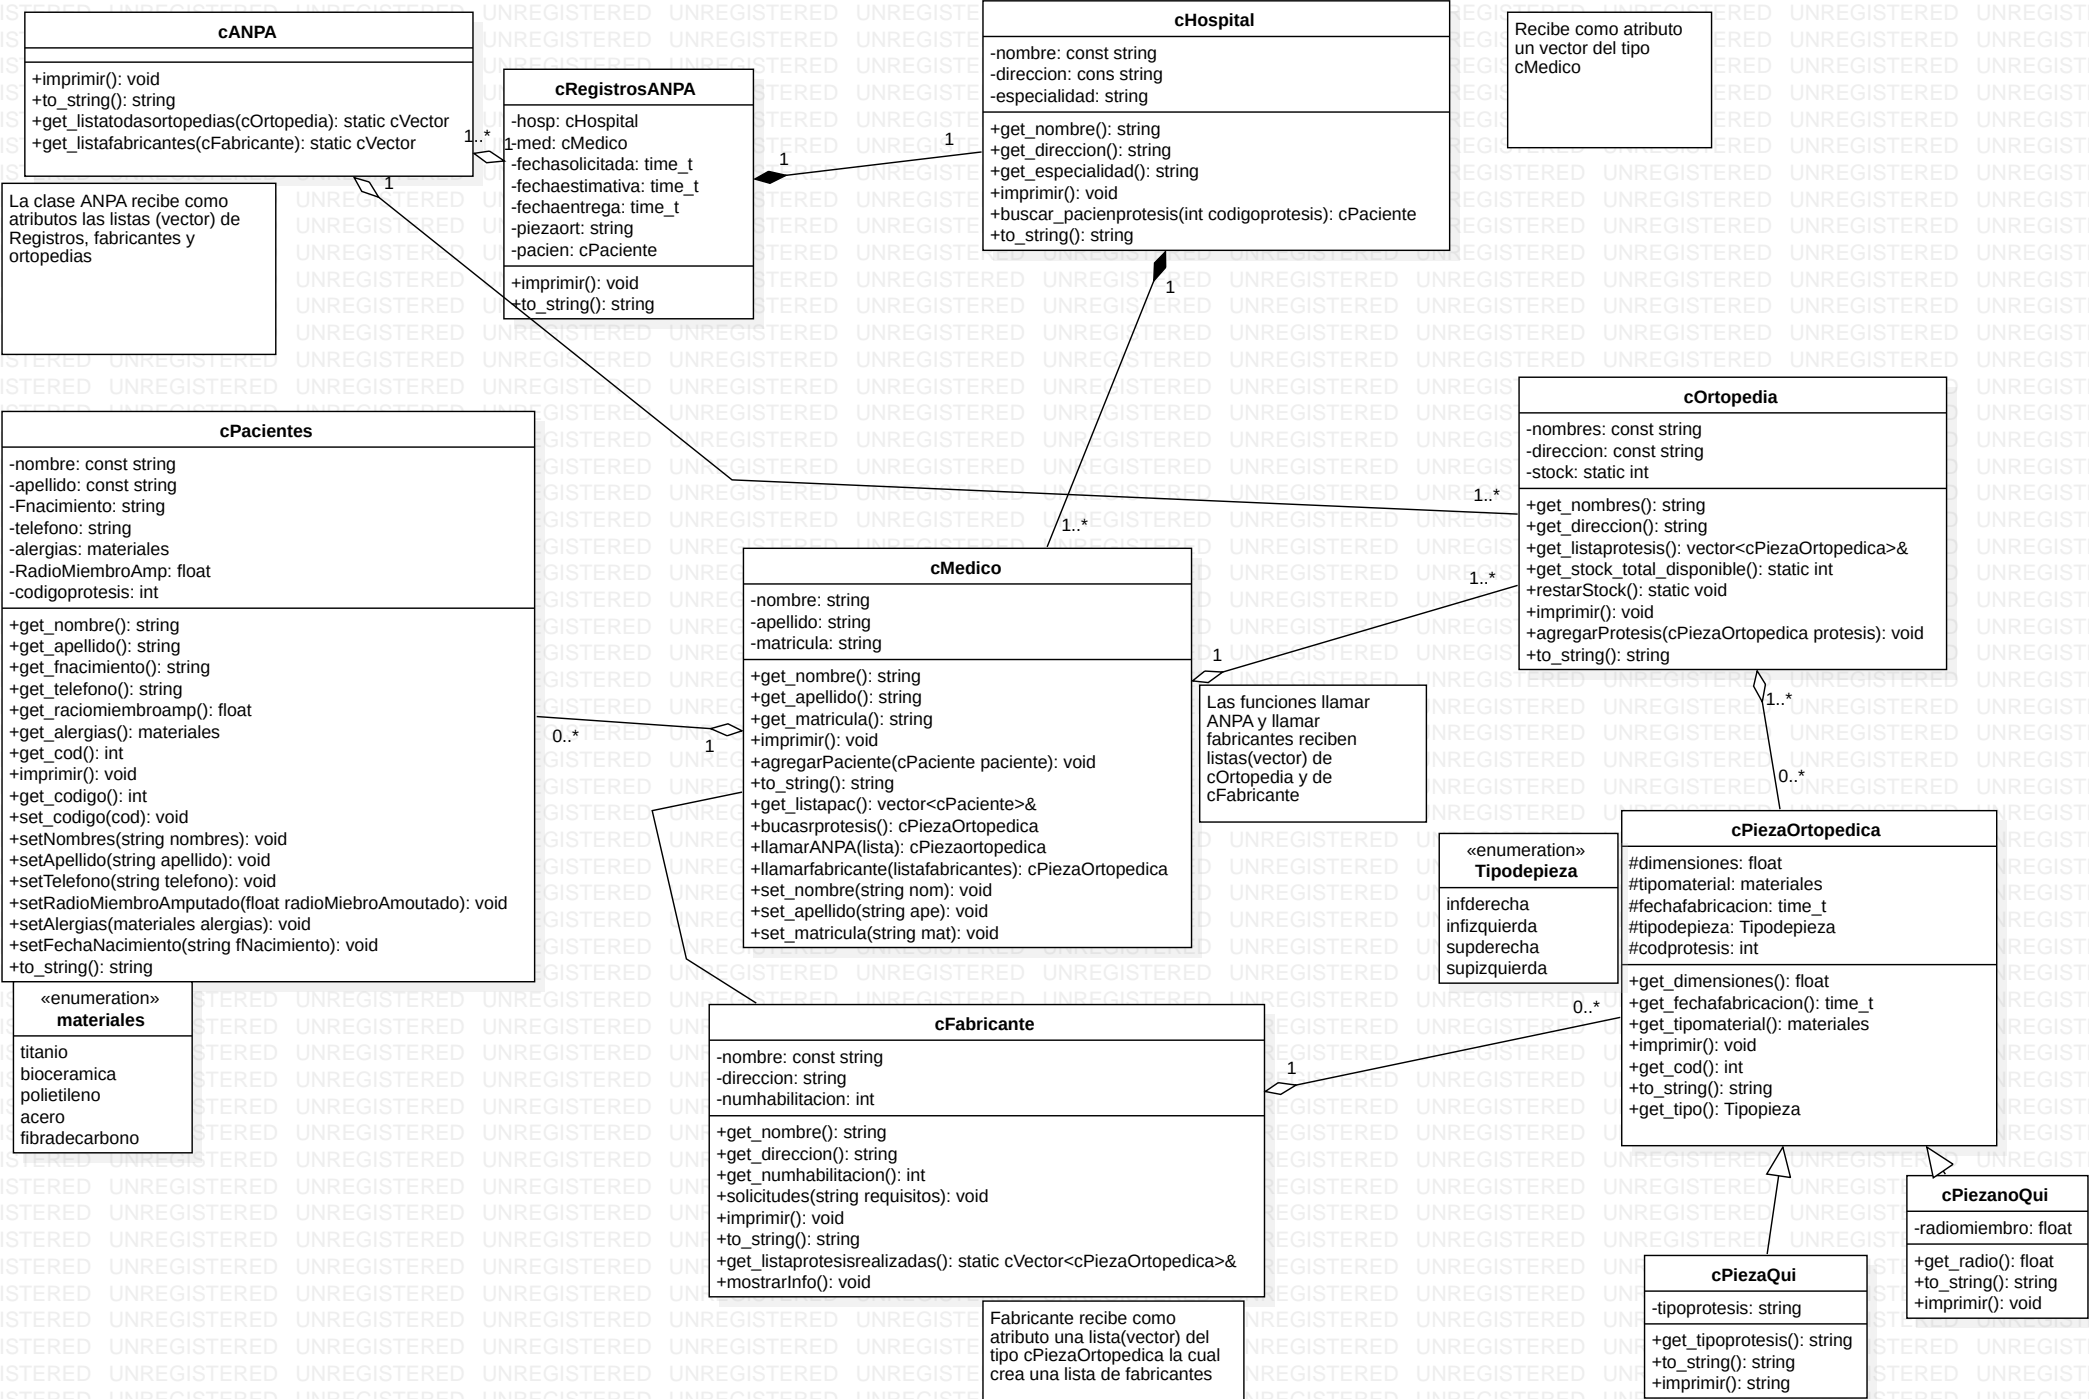 cANPA
+imprimir(): void
+to_string(): string
+get_listatodasortopedias(cOrtopedia): static cVector
+get_listafabricantes(cFabricante): static cVector
1..*
1
1
La clase ANPA recibe como
atributos las listas (vector) de
Registros, fabricantes y
ortopedias
cRegistrosANPA
-hosp: cHospital
-med: cMedico
-fechasolicitada: time_t
-fechaestimativa: time_t
-fechaentrega: time_t
-piezaort: string
-pacien: cPaciente
+imprimir(): void
+to_string(): string
1
1
cHospital
-nombre: const string
-direccion: cons string
-especialidad: string
+get_nombre(): string
+get_direccion(): string
+get_especialidad(): string
+imprimir(): void
+buscar_pacienprotesis(int codigoprotesis): cPaciente
+to_string(): string
1
1..*
Recibe como atributo
un vector del tipo
cMedico
cPacientes
-nombre: const string
-apellido: const string
-Fnacimiento: string
-telefono: string
-alergias: materiales
-RadioMiembroAmp: float
-codigoprotesis: int
+get_nombre(): string
+get_apellido(): string
+get_fnacimiento(): string
+get_telefono(): string
+get_raciomiembroamp(): float
+get_alergias(): materiales
+get_cod(): int
+imprimir(): void
+get_codigo(): int
+set_codigo(cod): void
+setNombres(string nombres): void
+setApellido(string apellido): void
+setTelefono(string telefono): void
+setRadioMiembroAmputado(float radioMiebroAmoutado): void
+setAlergias(materiales alergias): void
+setFechaNacimiento(string fNacimiento): void
+to_string(): string
«enumeration»
materiales
titanio
bioceramica
polietileno
acero
fibradecarbono
0..*
1
cMedico
-nombre: string
-apellido: string
-matricula: string
+get_nombre(): string
+get_apellido(): string
+get_matricula(): string
+imprimir(): void
+agregarPaciente(cPaciente paciente): void
+to_string(): string
+get_listapac(): vector<cPaciente>&
+bucasrprotesis(): cPiezaOrtopedica
+llamarANPA(lista): cPiezaortopedica
+llamarfabricante(listafabricantes): cPiezaOrtopedica
+set_nombre(string nom): void
+set_apellido(string ape): void
+set_matricula(string mat): void
1
1..*
1..*
Las funciones llamar
ANPA y llamar
fabricantes reciben
listas(vector) de
cOrtopedia y de
cFabricante
cOrtopedia
-nombres: const string
-direccion: const string
-stock: static int
+get_nombres(): string
+get_direccion(): string
+get_listaprotesis(): vector<cPiezaOrtopedica>&
+get_stock_total_disponible(): static int
+restarStock(): static void
+imprimir(): void
+agregarProtesis(cPiezaOrtopedica protesis): void
+to_string(): string
1..*
0..*
«enumeration»
Tipodepieza
infderecha
infizquierda
supderecha
supizquierda
cPiezaOrtopedica
#dimensiones: float
#tipomaterial: materiales
#fechafabricacion: time_t
#tipodepieza: Tipodepieza
#codprotesis: int
+get_dimensiones(): float
+get_fechafabricacion(): time_t
+get_tipomaterial(): materiales
+imprimir(): void
+get_cod(): int
+to_string(): string
+get_tipo(): Tipopieza
0..*
1
cFabricante
-nombre: const string
-direccion: string
-numhabilitacion: int
+get_nombre(): string
+get_direccion(): string
+get_numhabilitacion(): int
+solicitudes(string requisitos): void
+imprimir(): void
+to_string(): string
+get_listaprotesisrealizadas(): static cVector<cPiezaOrtopedica>&
+mostrarInfo(): void
Fabricante recibe como
atributo una lista(vector) del
tipo cPiezaOrtopedica la cual
crea una lista de fabricantes
cPiezaQui
-tipoprotesis: string
+get_tipoprotesis(): string
+to_string(): string
+imprimir(): string
cPiezanoQui
-radiomiembro: float
+get_radio(): float
+to_string(): string
+imprimir(): void
UNREGISTERED